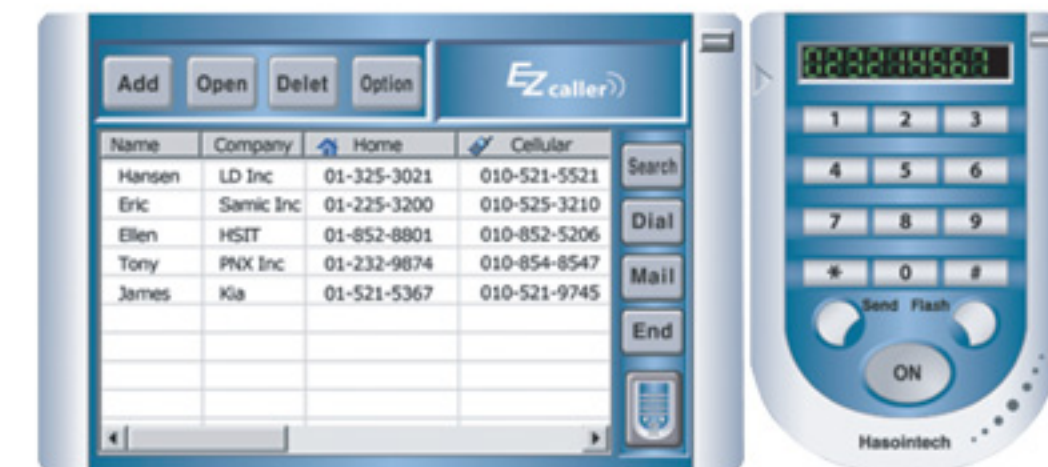 Add Open Delet Option
EZ caller
Name Company Home Cellular
Hansen LD Inc 01-325-3021 010-521-5521
Eric Samic Inc 01-225-3200 010-525-3210
Ellen HSIT 01-852-8801 010-852-5206
Tony PNX Inc 01-232-9874 010-854-8547
James Kia 01-521-5367 010-521-9745
Search
Dial
Mail
End
1 2 3
4 5 6
7 8 9
* 0 #
Send Flash
ON
Hasointech